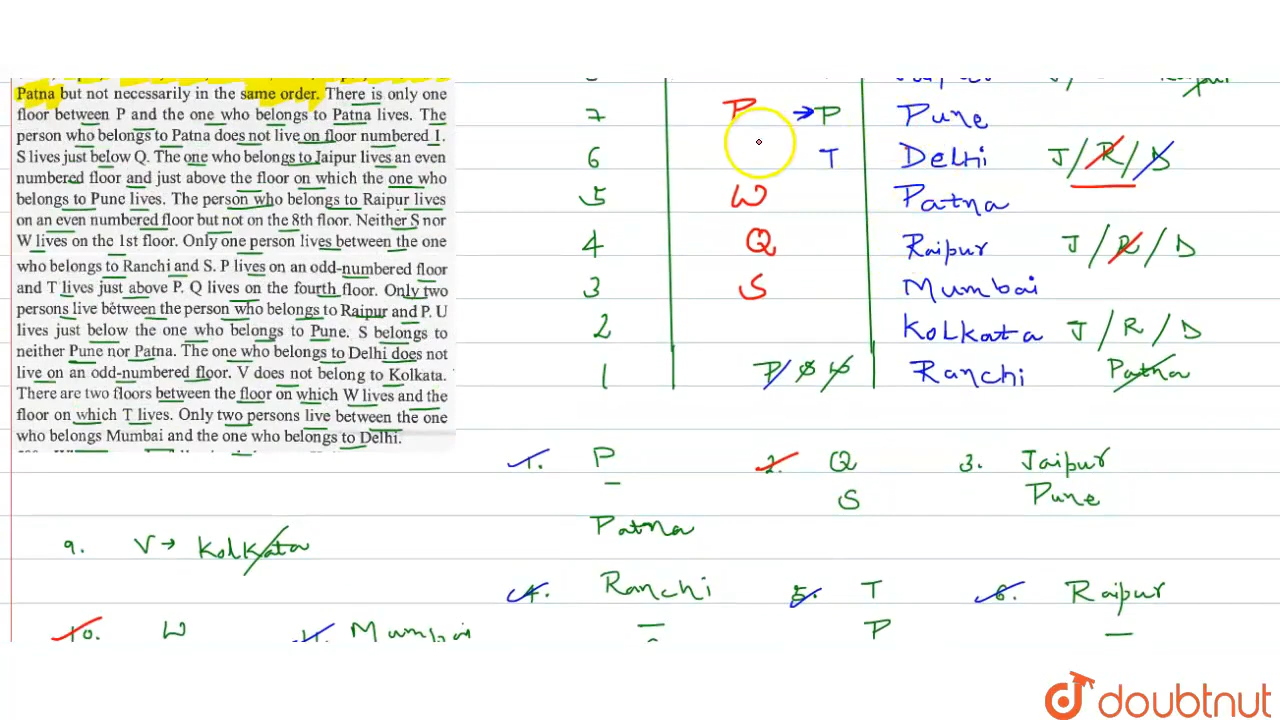 Patna but not necessarily in the same order. There is only one
floor between P and the one who belongs to Patna lives. The
person who belongs to Patna does not live on floor numbered 1.
S lives just below Q. The one who belongs to Jaipur lives an even
numbered floor and just above the floor on which the one who
belongs to Pune lives. The person who belongs to Raipur lives
on an even numbered floor but not on the 8th floor. Neither S nor
W lives on the 1st floor. Only one person lives between the one
who belongs to Ranchi and S. P lives on an odd-numbered floor
and T lives just above P. Q lives on the fourth floor. Only two
persons live between the person who belongs to Raipur and P. U
lives just below the one who belongs to Pune. S belongs to
neither Pune nor Patna. The one who belongs to Delhi does not
live on an odd-numbered floor. V does not belong to Kolkata.
There are two floors between the floor on which W lives and the
floor on which T lives. Only two persons live between the one
who belongs Mumbai and the one who belongs to Delhi.
7 P → P Pune
6 T Delhi J / R / D
5 W Patna
4 Q Raipur J / R / D
3 S Mumbai
2 Kolkata J / R / D
1 P / S W Ranchi Patna
1. P 2. Q 3. Jaipur
S Pune
Patna
9. V → Kolkata
4. Ranchi 5. T 6. Raipur
10. W 11. Mumbai P
doubtnut